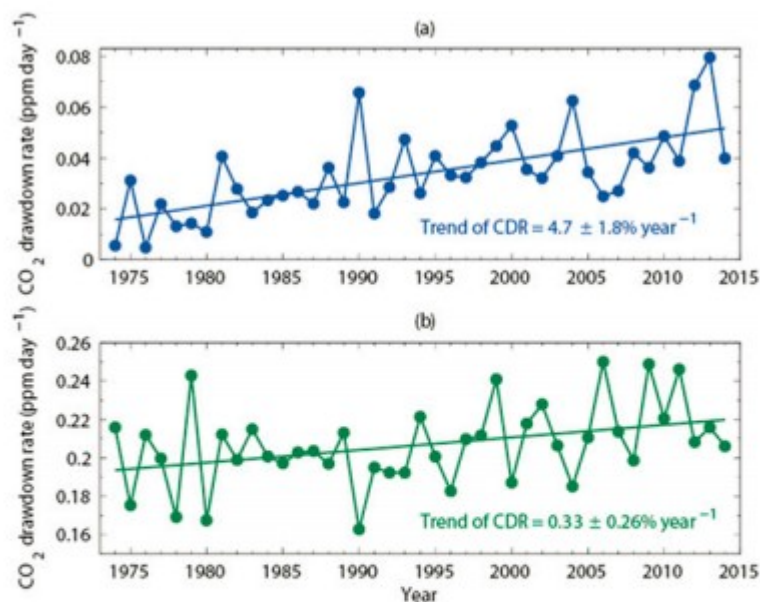 (a)
CO2 drawdown rate (ppm day −1)
0.08
0.06
0.04
0.02
0
Trend of CDR = 4.7 ± 1.8% year −1
1975 1980 1985 1990 1995 2000 2005 2010 2015
Year
(b)
CO2 drawdown rate (ppm day −1)
0.26
0.24
0.22
0.2
0.18
0.16
Trend of CDR = 0.33 ± 0.26% year −1
1975 1980 1985 1990 1995 2000 2005 2010 2015
Year